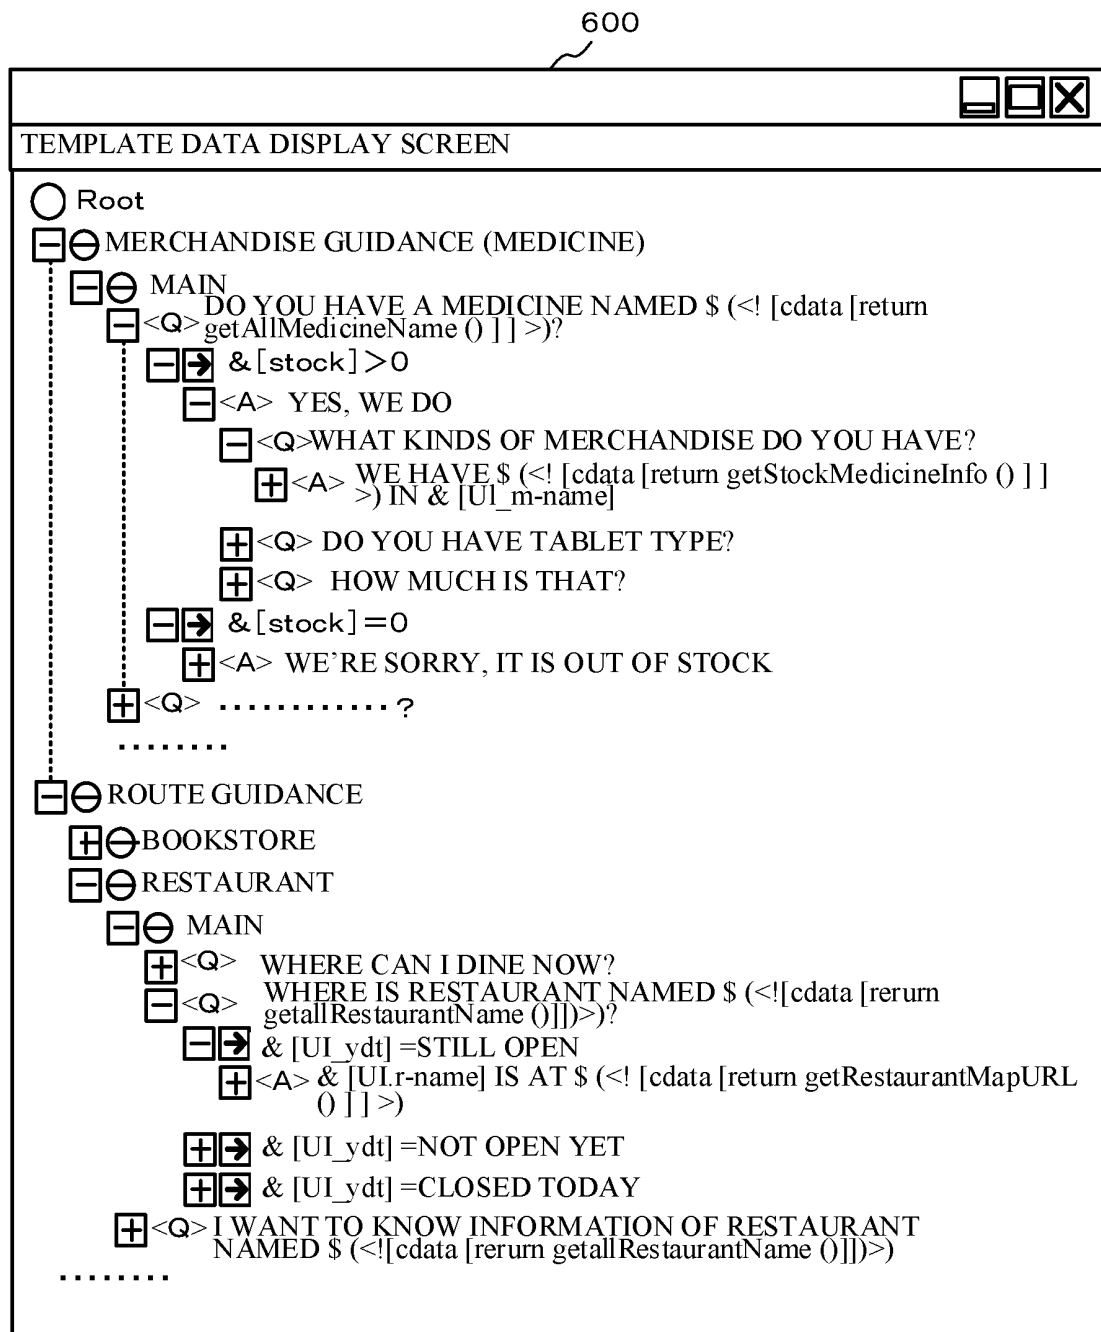 600
TEMPLATE DATA DISPLAY SCREEN
Root
MERCHANDISE GUIDANCE (MEDICINE)
MAIN
<Q> DO YOU HAVE A MEDICINE NAMED $ (<! [cdata [return
getAllMedicineName () ] ] >)?
&[stock]>0
<A> YES, WE DO
<Q>WHAT KINDS OF MERCHANDISE DO YOU HAVE?
<A> WE HAVE $ (<! [cdata [return getStockMedicineInfo () ] ]
>) IN & [Ul_m-name]
<Q> DO YOU HAVE TABLET TYPE?
<Q> HOW MUCH IS THAT?
&[stock]=0
<A> WE'RE SORRY, IT IS OUT OF STOCK
<Q> ............?
........
ROUTE GUIDANCE
BOOKSTORE
RESTAURANT
MAIN
<Q> WHERE CAN I DINE NOW?
<Q> WHERE IS RESTAURANT NAMED $ (<![cdata [rerurn
getallRestaurantName ()]])>)?
& [UI_ydt] =STILL OPEN
<A> & [UI.r-name] IS AT $ (<! [cdata [return getRestaurantMapURL
() ] ] >)
& [UI_ydt] =NOT OPEN YET
& [UI_ydt] =CLOSED TODAY
<Q> I WANT TO KNOW INFORMATION OF RESTAURANT
NAMED $ (<![cdata [rerurn getallRestaurantName ()]])>)
........